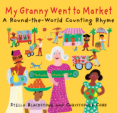 My Granny Went to Market
A Round-the-World Counting Rhyme
Stella Blackstone and Christopher Corr